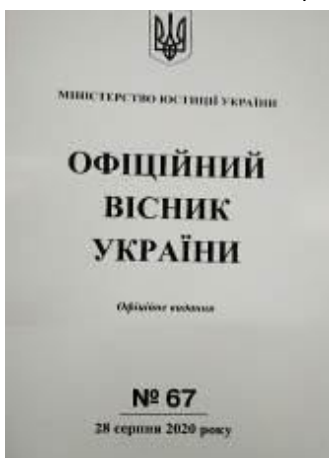 МІНІСТЕРСТВО ЮСТИЦІЇ УКРАЇНИ
ОФІЦІЙНИЙ
ВІСНИК
УКРАЇНИ
Офіційне видання
№ 67
28 серпня 2020 року